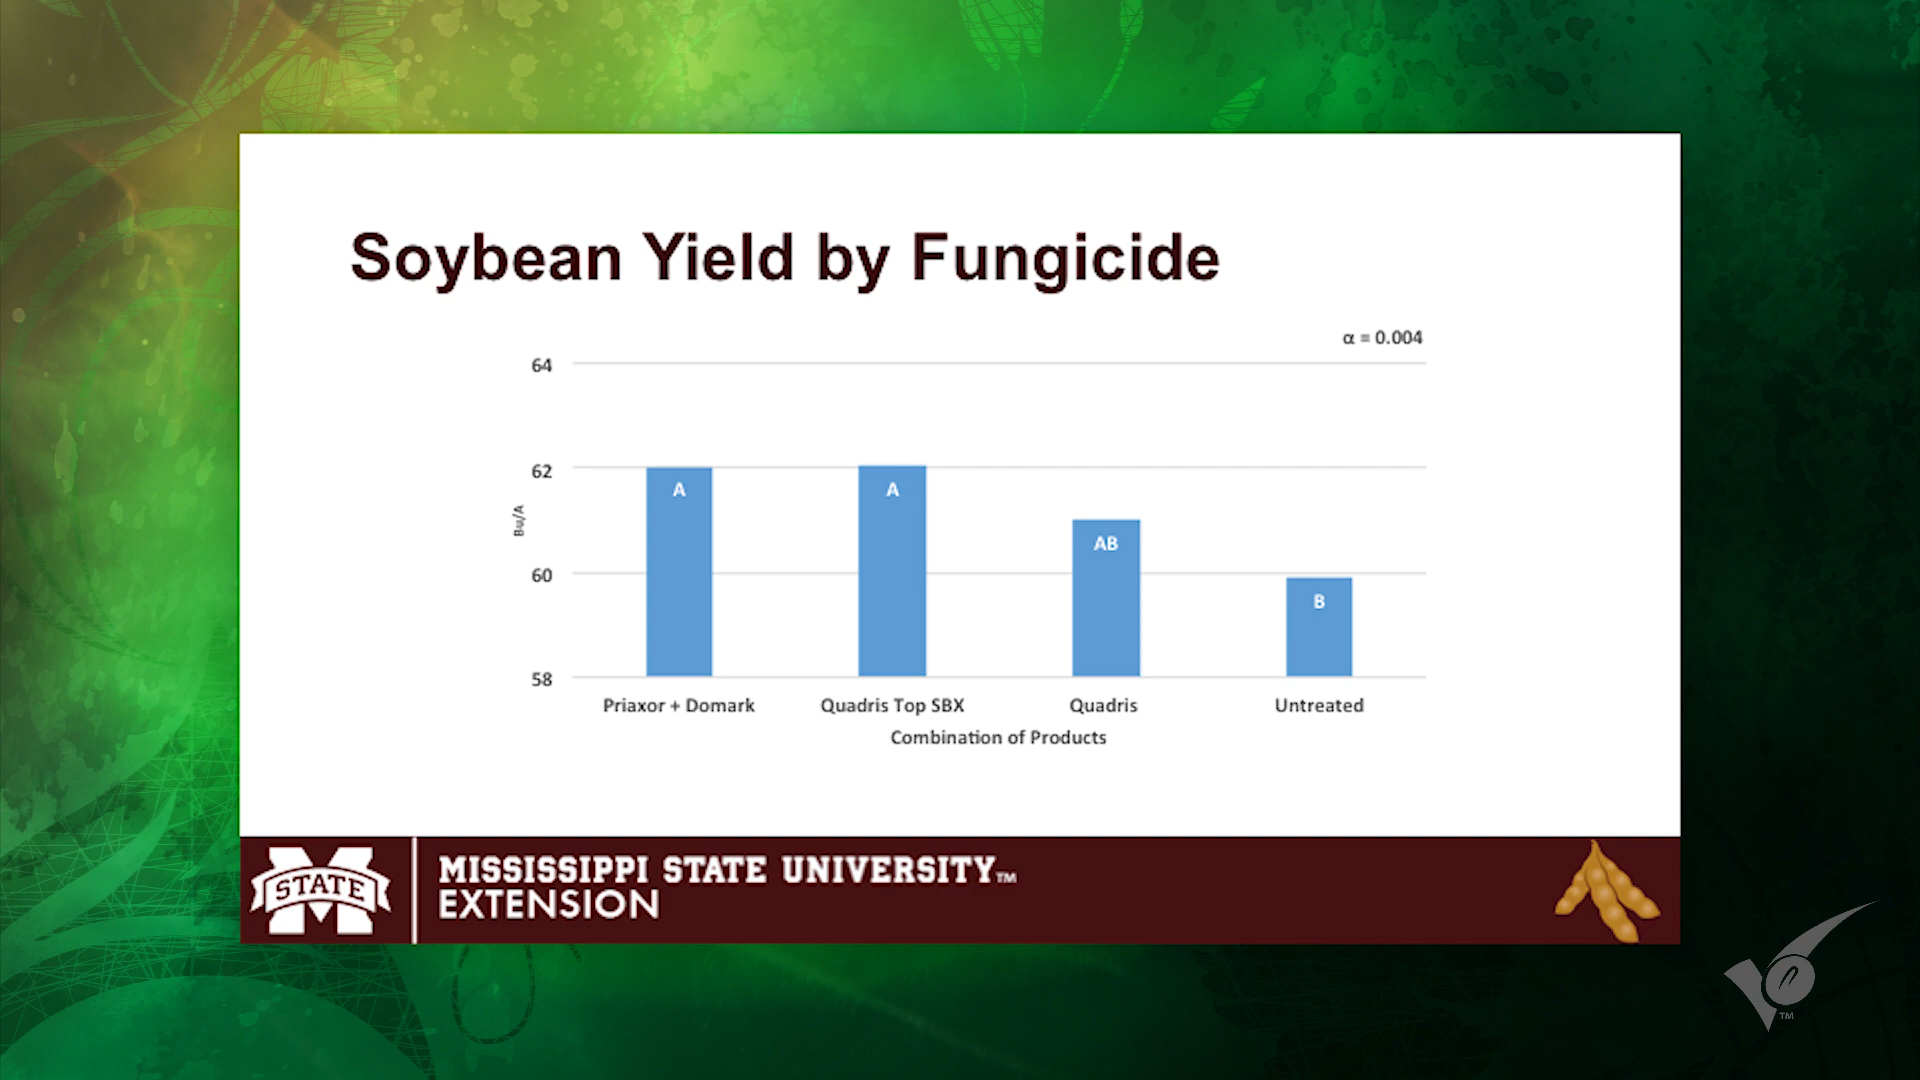 Soybean Yield by Fungicide
α = 0.004
64
62
60
58
Bu/A
A
A
AB
B
Priaxor + Domark
Quadris Top SBX
Quadris
Untreated
Combination of Products
STATE
MISSISSIPPI STATE UNIVERSITY™
EXTENSION
TM